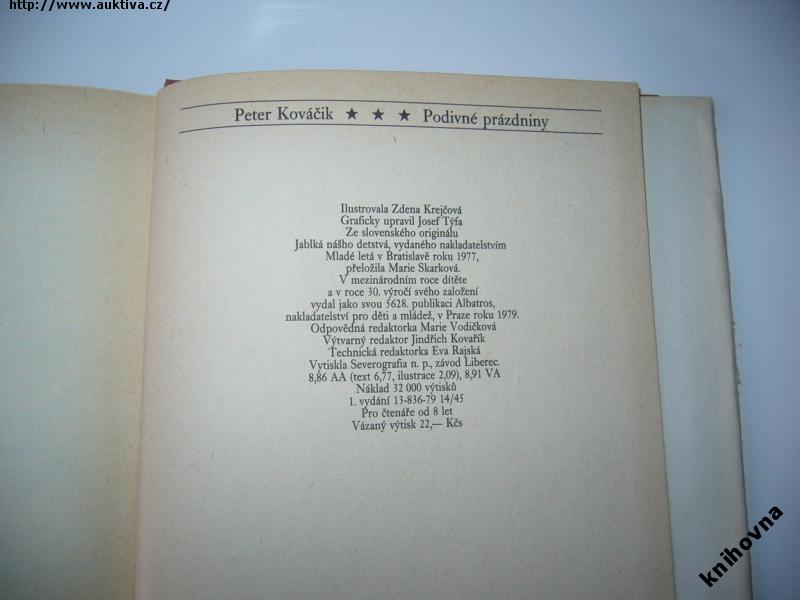 http://www.auktiva.cz/
Peter Kováčik ★ ★ ★ Podivné prázdniny
Ilustrovala Zdena Krejčová
Graficky upravil Josef Týfa
Ze slovenského originálu
Jablká nášho detstvá, vydaného nakladatelstvím
Mladé letá v Bratislavě roku 1977,
přeložila Marie Skarková.
V mezinárodním roce dítěte
a v roce 30. výročí svého založení
vydal jako svou 5628. publikaci Albatros,
nakladatelství pro děti a mládež, v Praze roku 1979.
Odpovědná redaktorka Marie Vodičková
Výtvarný redaktor Jindřich Kovařík
Technická redaktorka Eva Rajská
Vytiskla Severografia n. p., závod Liberec.
8,86 AA (text 6,77, ilustrace 2,09), 8,91 VA
Náklad 32 000 výtisků
1. vydání 13-836-79 14/45
Pro čtenáře od 8 let
Vázaný výtisk 22,— Kčs
knihovna